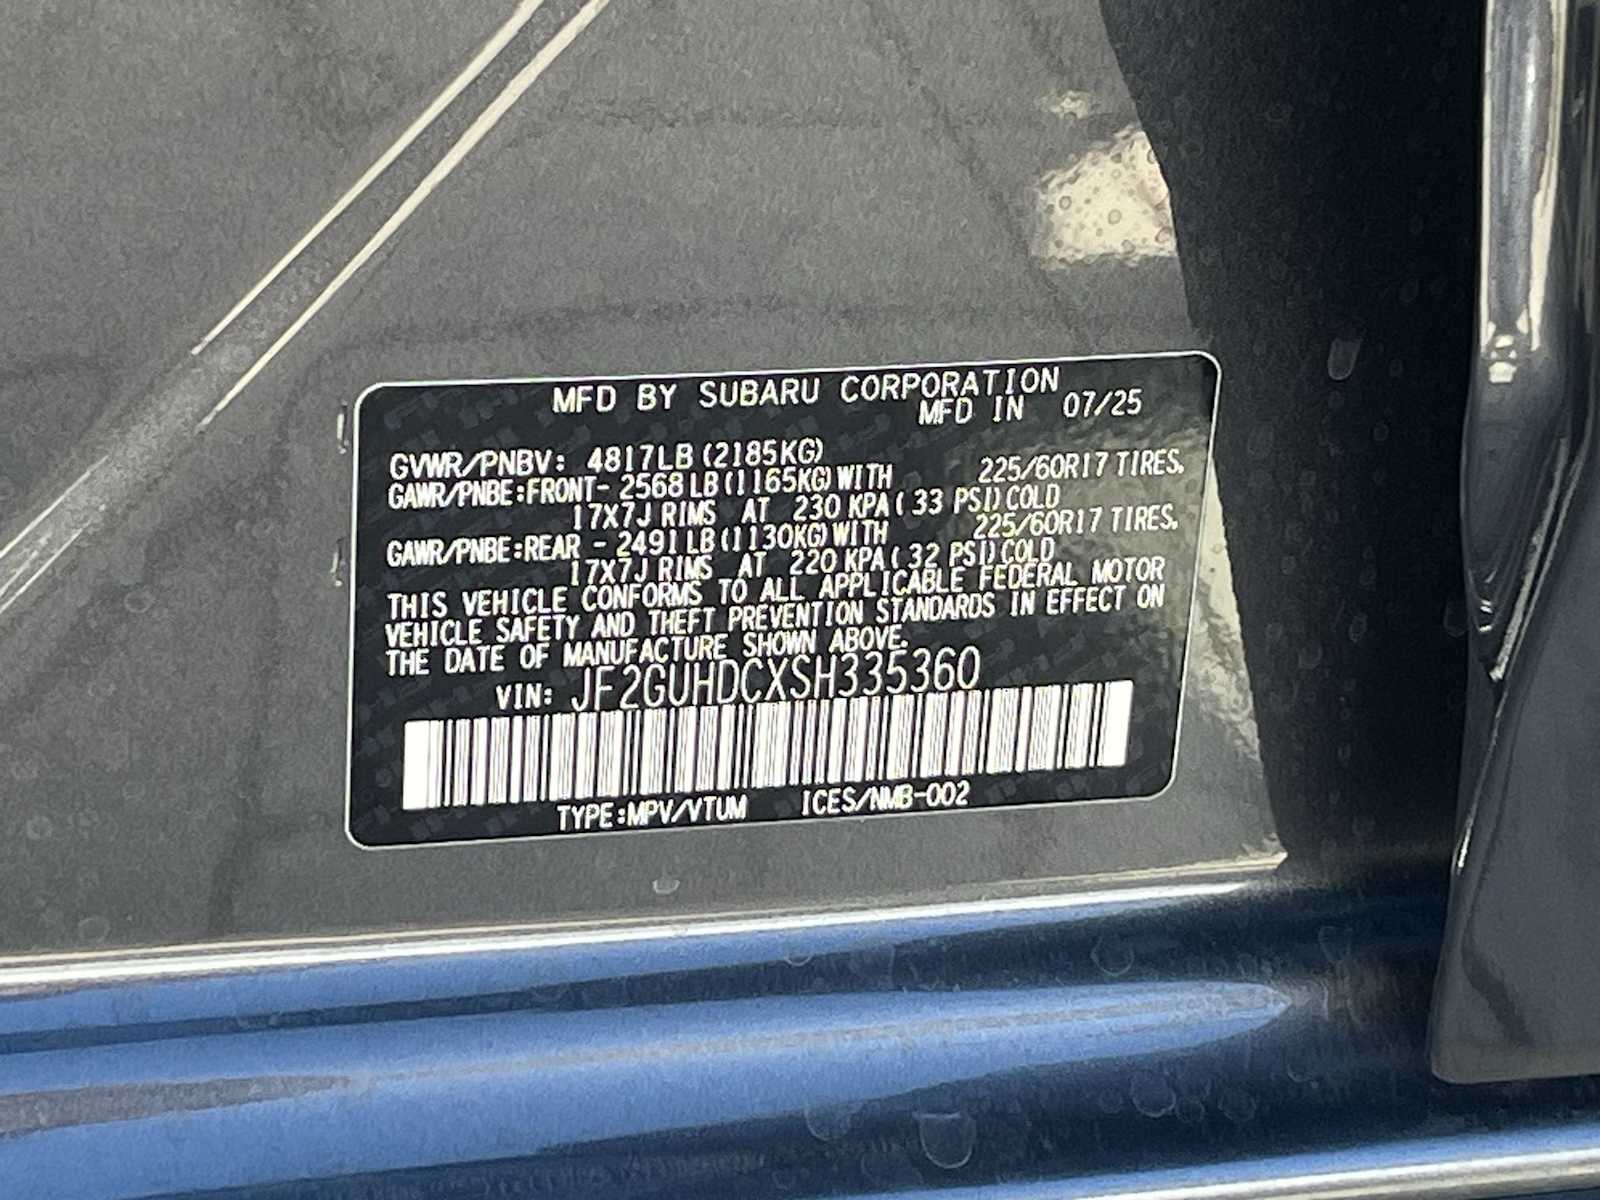 MFD BY SUBARU CORPORATION
MFD IN 07/25
GVWR/PNBV: 4817LB(2185KG)
GAWR/PNBE:FRONT- 2568LB(1165KG)WITH 225/60R17 TIRES,
17X7J RIMS AT 230 KPA( 33 PSI)COLD
GAWR/PNBE:REAR - 2491LB(1130KG)WITH 225/60R17 TIRES,
17X7J RIMS AT 220 KPA( 32 PSI)COLD
THIS VEHICLE CONFORMS TO ALL APPLICABLE FEDERAL MOTOR
VEHICLE SAFETY AND THEFT PREVENTION STANDARDS IN EFFECT ON
THE DATE OF MANUFACTURE SHOWN ABOVE.
VIN: JF2GUHDCXSH335360
TYPE:MPV/VTUM ICES/NMB-002